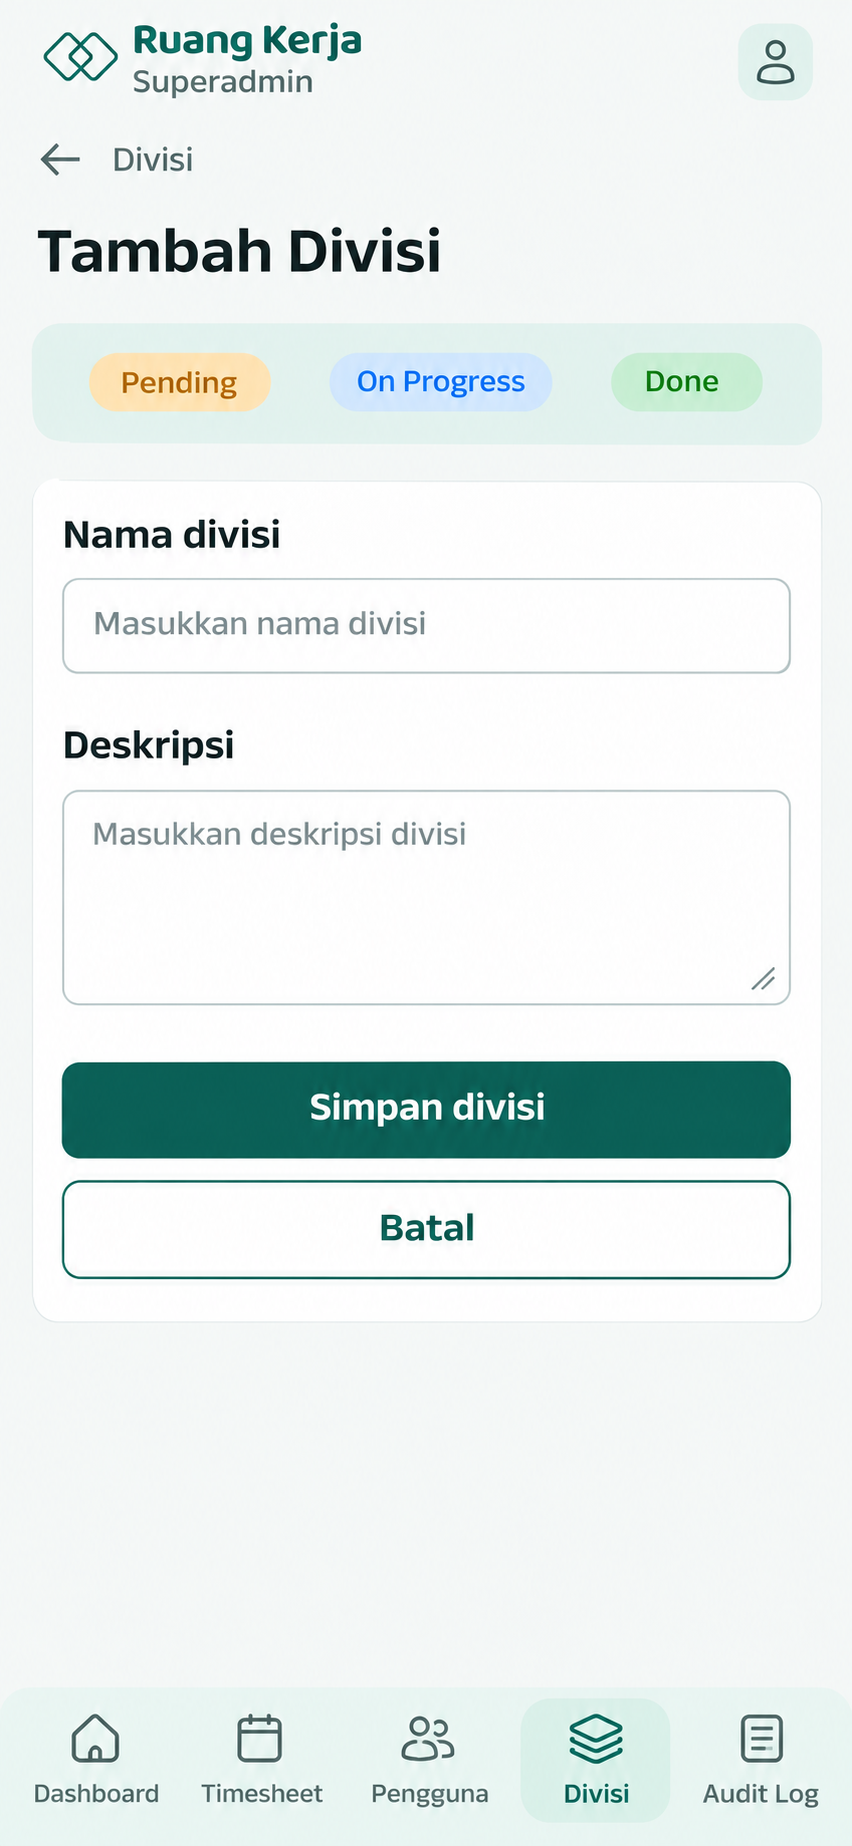 Ruang Kerja
Superadmin
Divisi
Tambah Divisi
Pending
On Progress
Done
Nama divisi
Masukkan nama divisi
Deskripsi
Masukkan deskripsi divisi
Simpan divisi
Batal
Dashboard
Timesheet
Pengguna
Divisi
Audit Log